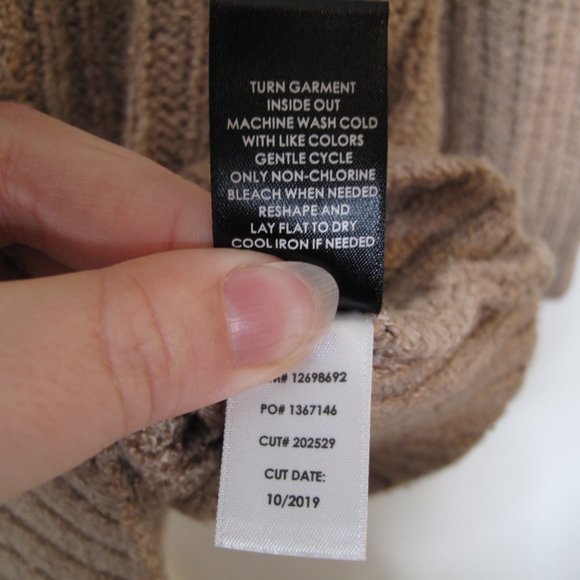 TURN GARMENT
INSIDE OUT
MACHINE WASH COLD
WITH LIKE COLORS
GENTLE CYCLE
ONLY NON-CHLORINE
BLEACH WHEN NEEDED
RESHAPE AND
LAY FLAT TO DRY
COOL IRON IF NEEDED
# 12698692
PO# 1367146
CUT# 202529
CUT DATE:
10/2019